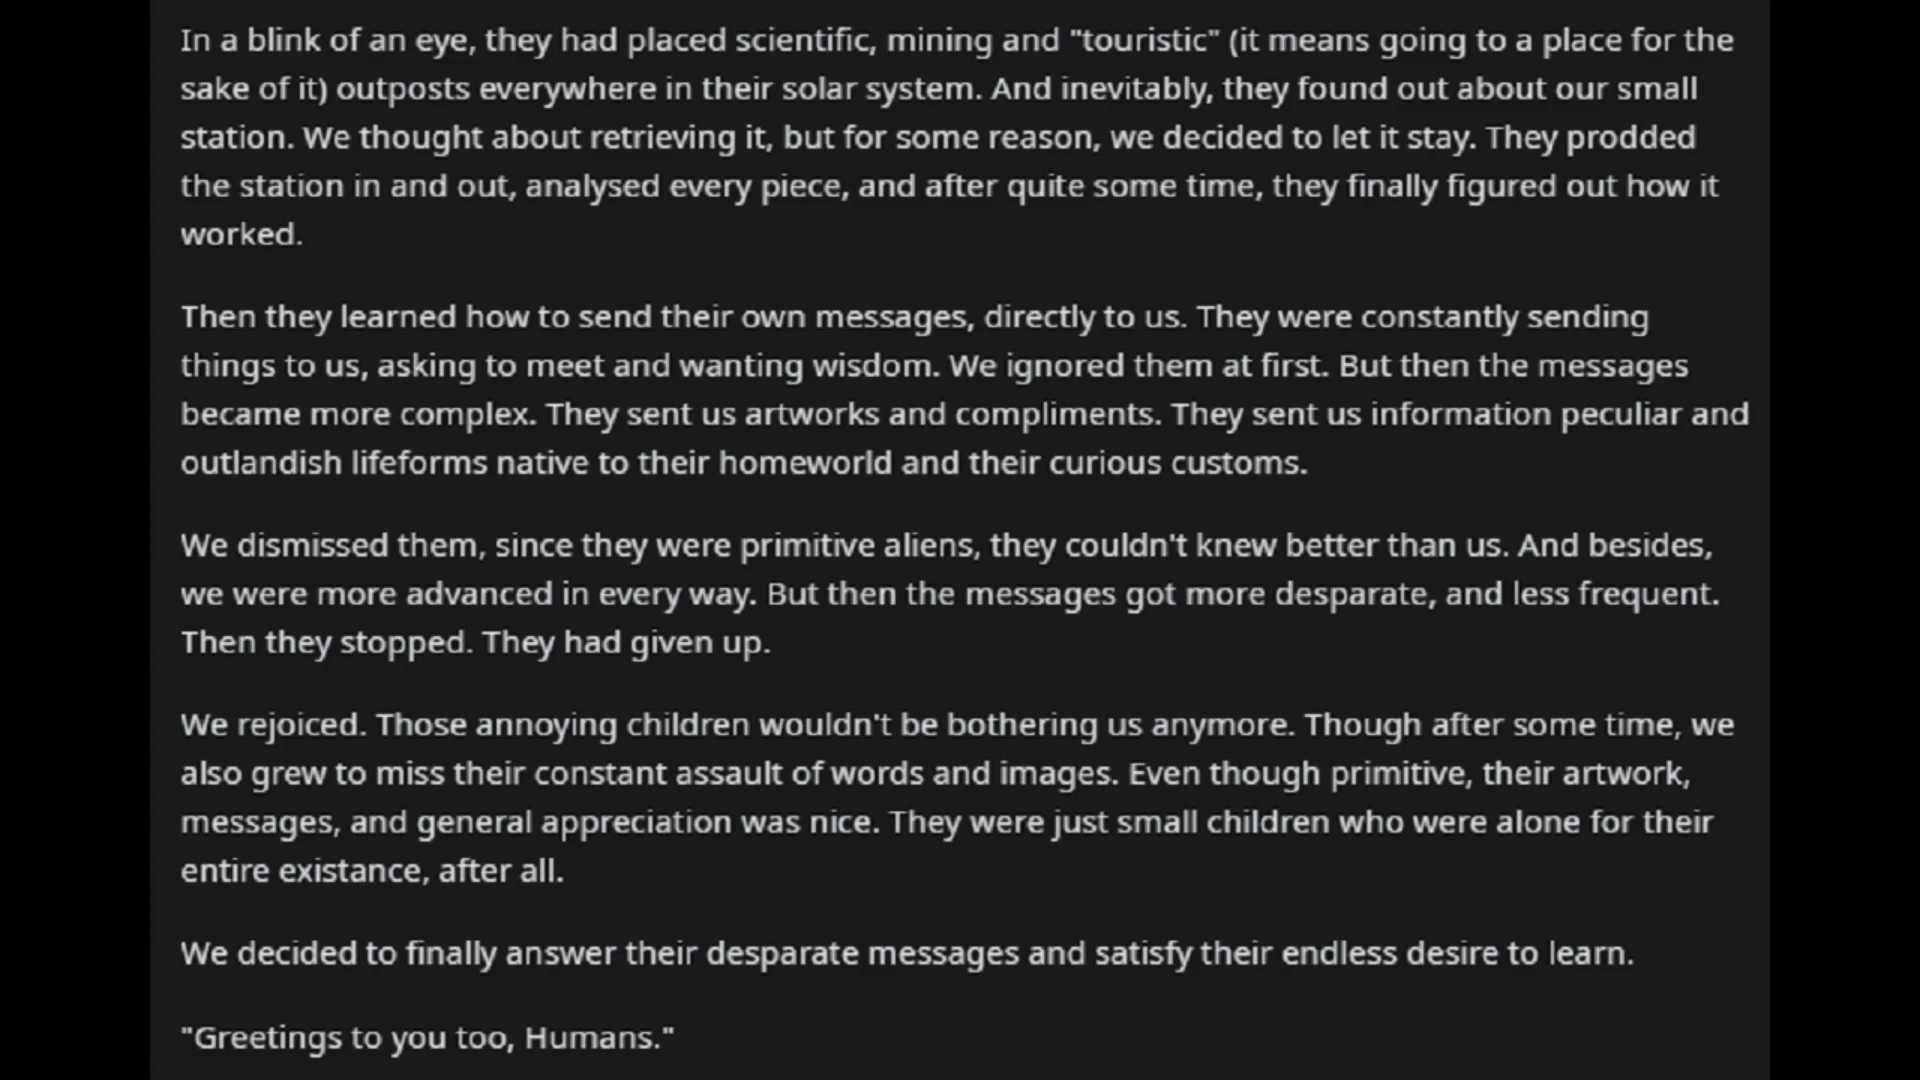 In a blink of an eye, they had placed scientific, mining and "touristic" (it means going to a place for the
sake of it) outposts everywhere in their solar system. And inevitably, they found out about our small
station. We thought about retrieving it, but for some reason, we decided to let it stay. They prodded
the station in and out, analysed every piece, and after quite some time, they finally figured out how it
worked.
Then they learned how to send their own messages, directly to us. They were constantly sending
things to us, asking to meet and wanting wisdom. We ignored them at first. But then the messages
became more complex. They sent us artworks and compliments. They sent us information peculiar and
outlandish lifeforms native to their homeworld and their curious customs.
We dismissed them, since they were primitive aliens, they couldn't knew better than us. And besides,
we were more advanced in every way. But then the messages got more desparate, and less frequent.
Then they stopped. They had given up.
We rejoiced. Those annoying children wouldn't be bothering us anymore. Though after some time, we
also grew to miss their constant assault of words and images. Even though primitive, their artwork,
messages, and general appreciation was nice. They were just small children who were alone for their
entire existance, after all.
We decided to finally answer their desparate messages and satisfy their endless desire to learn.
"Greetings to you too, Humans."